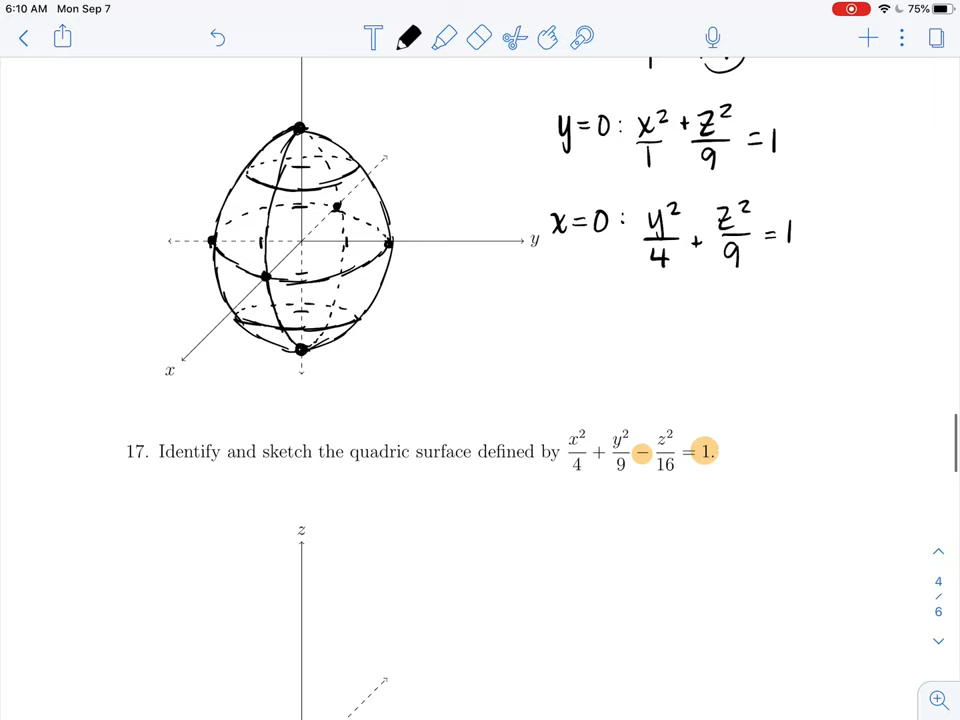 6:10 AM Mon Sep 7
75%
T
y=0: x²/1 + z²/9 = 1
x=0: y²/4 + z²/9 = 1
y
x
17. Identify and sketch the quadric surface defined by x²/4 + y²/9 − z²/16 = 1.
z
4
/
6